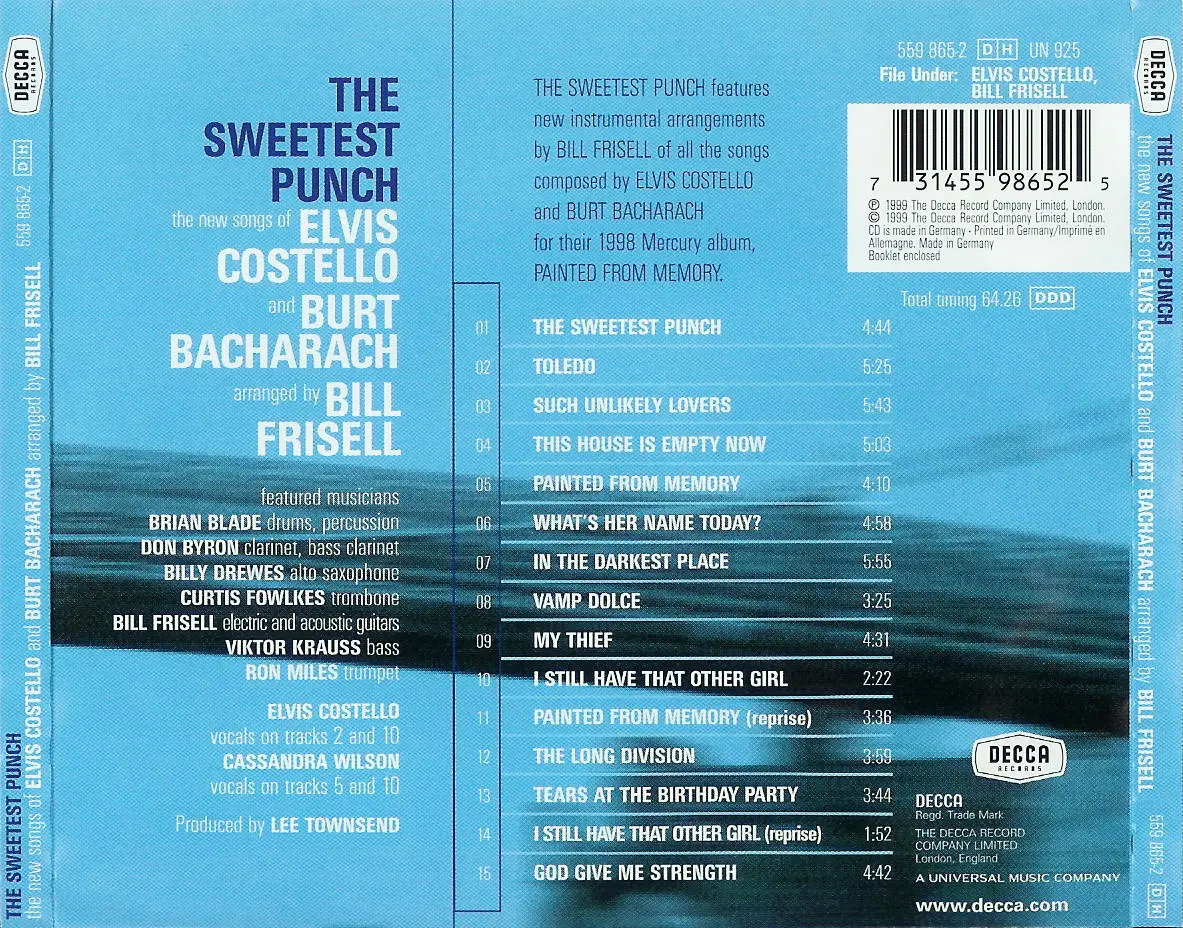 DECCA
RECORDS
559 865-2 DH
THE SWEETEST PUNCH
the new songs of ELVIS COSTELLO and BURT BACHARACH arranged by BILL FRISELL
THE
SWEETEST
PUNCH
the new songs of ELVIS
COSTELLO
and BURT
BACHARACH
arranged by BILL
FRISELL
featured musicians
BRIAN BLADE drums, percussion
DON BYRON clarinet, bass clarinet
BILLY DREWES alto saxophone
CURTIS FOWLKES trombone
BILL FRISELL electric and acoustic guitars
VIKTOR KRAUSS bass
RON MILES trumpet
ELVIS COSTELLO
vocals on tracks 2 and 10
CASSANDRA WILSON
vocals on tracks 5 and 10
Produced by LEE TOWNSEND
THE SWEETEST PUNCH features
new instrumental arrangements
by BILL FRISELL of all the songs
composed by ELVIS COSTELLO
and BURT BACHARACH
for their 1998 Mercury album,
PAINTED FROM MEMORY.
01 THE SWEETEST PUNCH 4:44
02 TOLEDO 5:25
03 SUCH UNLIKELY LOVERS 5:43
04 THIS HOUSE IS EMPTY NOW 5:03
05 PAINTED FROM MEMORY 4:10
06 WHAT'S HER NAME TODAY? 4:58
07 IN THE DARKEST PLACE 5:55
08 VAMP DOLCE 3:25
09 MY THIEF 4:31
10 I STILL HAVE THAT OTHER GIRL 2:22
11 PAINTED FROM MEMORY (reprise) 3:36
12 THE LONG DIVISION 3:59
13 TEARS AT THE BIRTHDAY PARTY 3:44
14 I STILL HAVE THAT OTHER GIRL (reprise) 1:52
15 GOD GIVE ME STRENGTH 4:42
559 865-2 DH UN 925
File Under: ELVIS COSTELLO,
BILL FRISELL
7 31455 98652 5
℗ 1999 The Decca Record Company Limited, London.
© 1999 The Decca Record Company Limited, London.
CD is made in Germany · Printed in Germany/Imprimé en
Allemagne. Made in Germany
Booklet enclosed
Total timing 64.26 DDD
DECCA
RECORDS
DECCA
Regd. Trade Mark
THE DECCA RECORD
COMPANY LIMITED
London, England
A UNIVERSAL MUSIC COMPANY
www.decca.com
DECCA
RECORDS
THE SWEETEST PUNCH
the new songs of ELVIS COSTELLO and BURT BACHARACH arranged by BILL FRISELL
559 865-2 DH